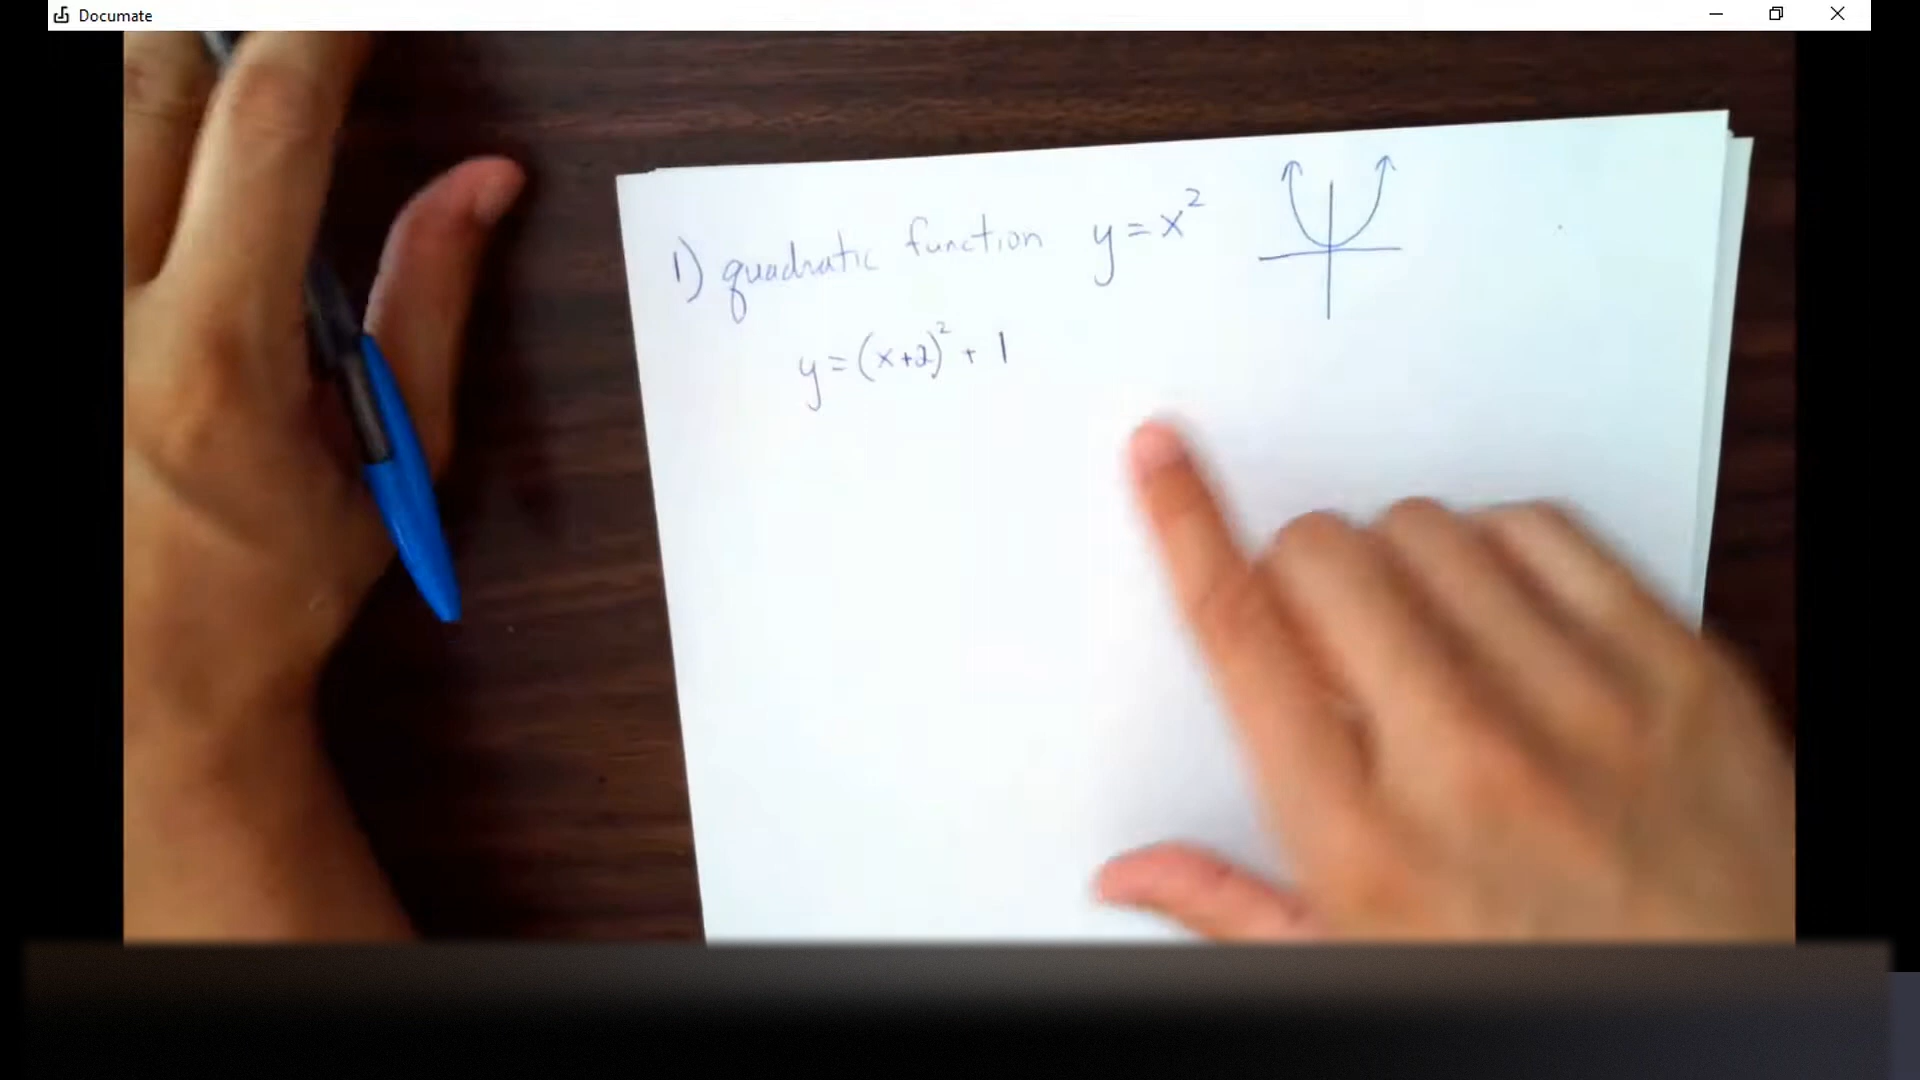 Documate
1) quadratic function y = x²
y = (x+2)² + 1